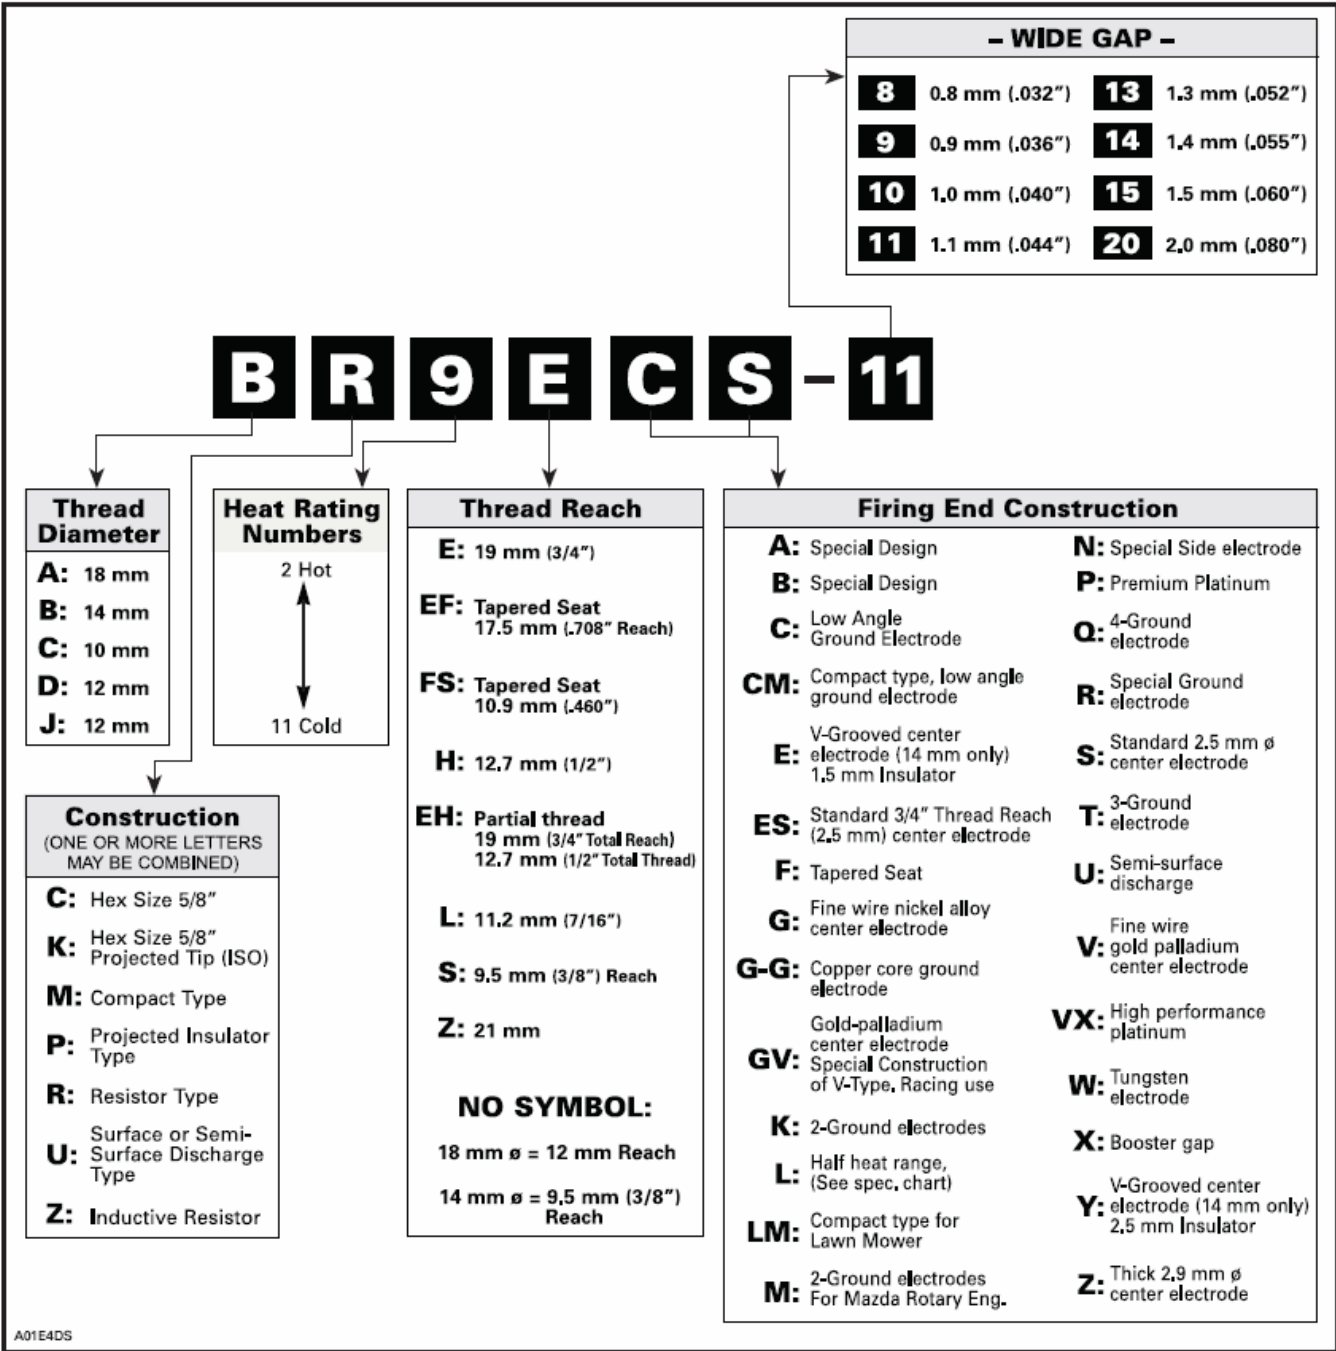 – WIDE GAP –
8 0.8 mm (.032″) 13 1.3 mm (.052″)
9 0.9 mm (.036″) 14 1.4 mm (.055″)
10 1.0 mm (.040″) 15 1.5 mm (.060″)
11 1.1 mm (.044″) 20 2.0 mm (.080″)
B R 9 E C S – 11
Thread
Diameter
A: 18 mm
B: 14 mm
C: 10 mm
D: 12 mm
J: 12 mm
Heat Rating
Numbers
2 Hot
11 Cold
Construction
(ONE OR MORE LETTERS
MAY BE COMBINED)
C: Hex Size 5/8″
K: Hex Size 5/8″
Projected Tip (ISO)
M: Compact Type
P: Projected Insulator
Type
R: Resistor Type
U: Surface or Semi-
Surface Discharge
Type
Z: Inductive Resistor
Thread Reach
E: 19 mm (3/4″)
EF: Tapered Seat
17.5 mm (.708″ Reach)
FS: Tapered Seat
10.9 mm (.460″)
H: 12.7 mm (1/2″)
EH: Partial thread
19 mm (3/4″ Total Reach)
12.7 mm (1/2″ Total Thread)
L: 11.2 mm (7/16″)
S: 9.5 mm (3/8″) Reach
Z: 21 mm
NO SYMBOL:
18 mm ø = 12 mm Reach
14 mm ø = 9.5 mm (3/8″)
Reach
Firing End Construction
A: Special Design
B: Special Design
C: Low Angle
Ground Electrode
CM: Compact type, low angle
ground electrode
E: V-Grooved center
electrode (14 mm only)
1.5 mm Insulator
ES: Standard 3/4″ Thread Reach
(2.5 mm) center electrode
F: Tapered Seat
G: Fine wire nickel alloy
center electrode
G-G: Copper core ground
electrode
GV: Gold-palladium
center electrode
Special Construction
of V-Type. Racing use
K: 2-Ground electrodes
L: Half heat range,
(See spec. chart)
LM: Compact type for
Lawn Mower
M: 2-Ground electrodes
For Mazda Rotary Eng.
N: Special Side electrode
P: Premium Platinum
Q: 4-Ground
electrode
R: Special Ground
electrode
S: Standard 2.5 mm ø
center electrode
T: 3-Ground
electrode
U: Semi-surface
discharge
V: Fine wire
gold palladium
center electrode
VX: High performance
platinum
W: Tungsten
electrode
X: Booster gap
Y: V-Grooved center
electrode (14 mm only)
2.5 mm Insulator
Z: Thick 2.9 mm ø
center electrode
A01E4DS